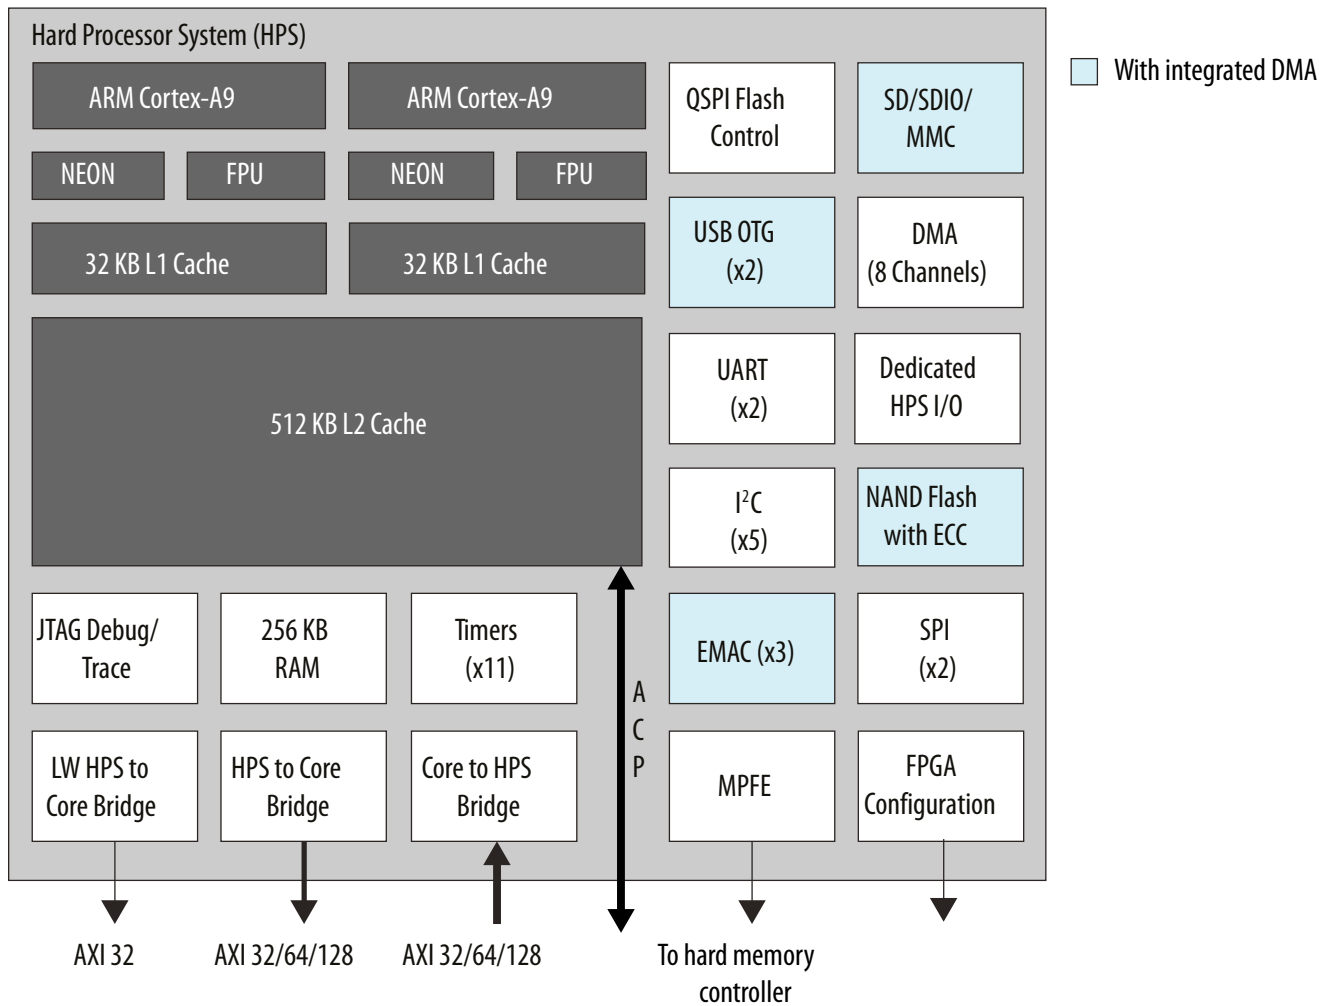 Hard Processor System (HPS)
With integrated DMA
ARM Cortex-A9
ARM Cortex-A9
QSPI Flash
Control
SD/SDIO/
MMC
NEON
FPU
NEON
FPU
USB OTG
(x2)
DMA
(8 Channels)
32 KB L1 Cache
32 KB L1 Cache
512 KB L2 Cache
UART
(x2)
Dedicated
HPS I/O
I²C
(x5)
NAND Flash
with ECC
JTAG Debug/
Trace
256 KB
RAM
Timers
(x11)
A
C
P
EMAC (x3)
SPI
(x2)
LW HPS to
Core Bridge
HPS to Core
Bridge
Core to HPS
Bridge
MPFE
FPGA
Configuration
AXI 32
AXI 32/64/128
AXI 32/64/128
To hard memory
controller